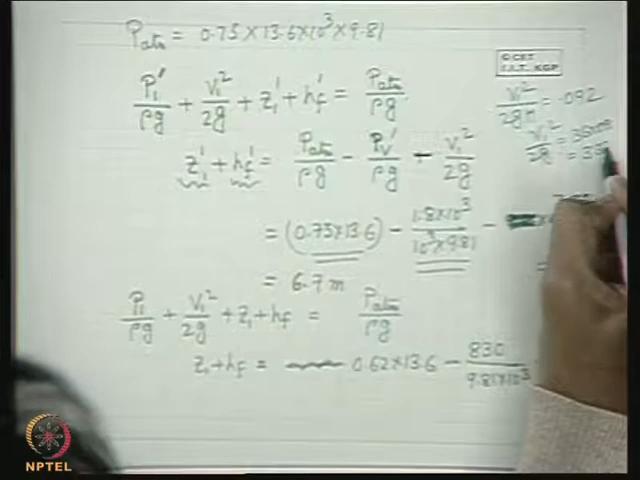 Patm = 0.75×13.6×10³×9.81
© CET
I.I.T. KGP
P₁'/ρg + V₁²/2g + z₁' + hf' = Patm/ρg
V₁²/2gH = .092
z₁' + hf' = Patm/ρg - Pv'/ρg - V₁²/2g
V₁²/2g =
= (0.75×13.6) - 1.8×10³/10³×9.81 -
= 6.7 m
P₁/ρg + V₁²/2g + z₁ + hf = Patm/ρg
z₁ + hf = 0.62×13.6 - 830/9.81×10³
NPTEL